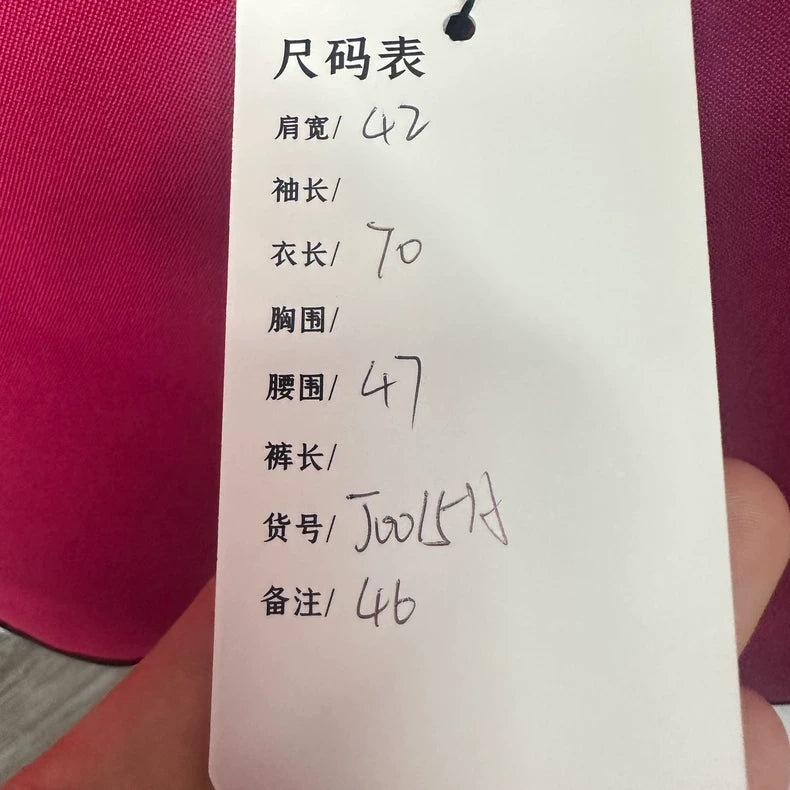 尺码表
肩宽/ 42
袖长/
衣长/ 70
胸围/
腰围/ 47
裤长/
货号/
备注/ 46